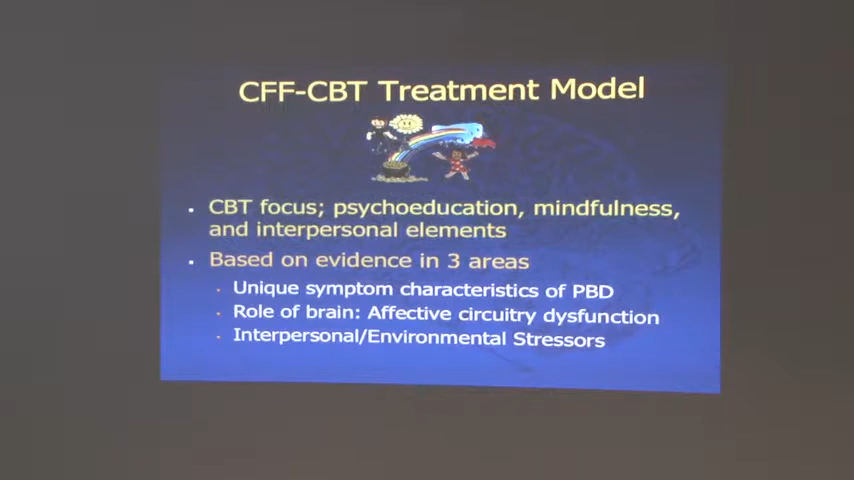 CFF-CBT Treatment Model
• CBT focus; psychoeducation, mindfulness,
and interpersonal elements
• Based on evidence in 3 areas
• Unique symptom characteristics of PBD
• Role of brain: Affective circuitry dysfunction
• Interpersonal/Environmental Stressors